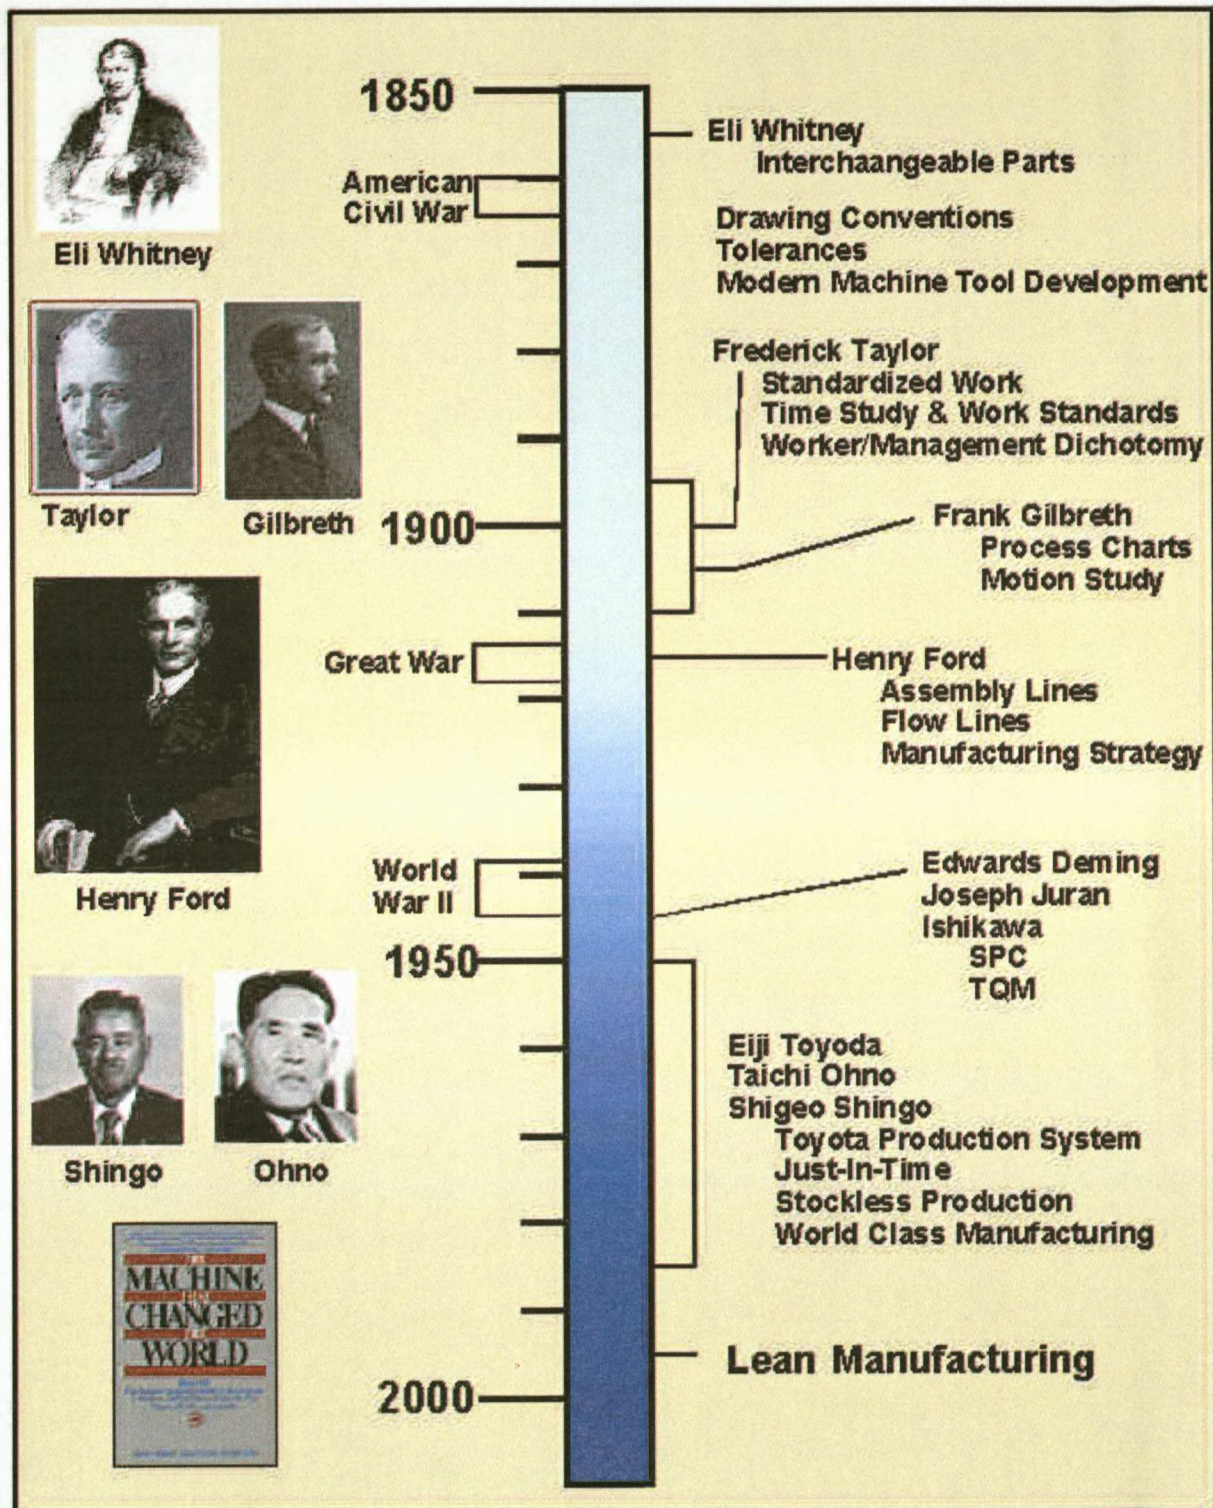 1850
Eli Whitney
Interchaangeable Parts
American
Civil War
Eli Whitney
Drawing Conventions
Tolerances
Modern Machine Tool Development
Frederick Taylor
Standardized Work
Time Study & Work Standards
Worker/Management Dichotomy
Taylor
Gilbreth
1900
Frank Gilbreth
Process Charts
Motion Study
Great War
Henry Ford
Assembly Lines
Flow Lines
Manufacturing Strategy
Henry Ford
World
War II
Edwards Deming
Joseph Juran
Ishikawa
SPC
TQM
1950
Eiji Toyoda
Taichi Ohno
Shigeo Shingo
Toyota Production System
Just-In-Time
Stockless Production
World Class Manufacturing
Shingo
Ohno
MACHINE
CHANGED
WORLD
Lean Manufacturing
2000